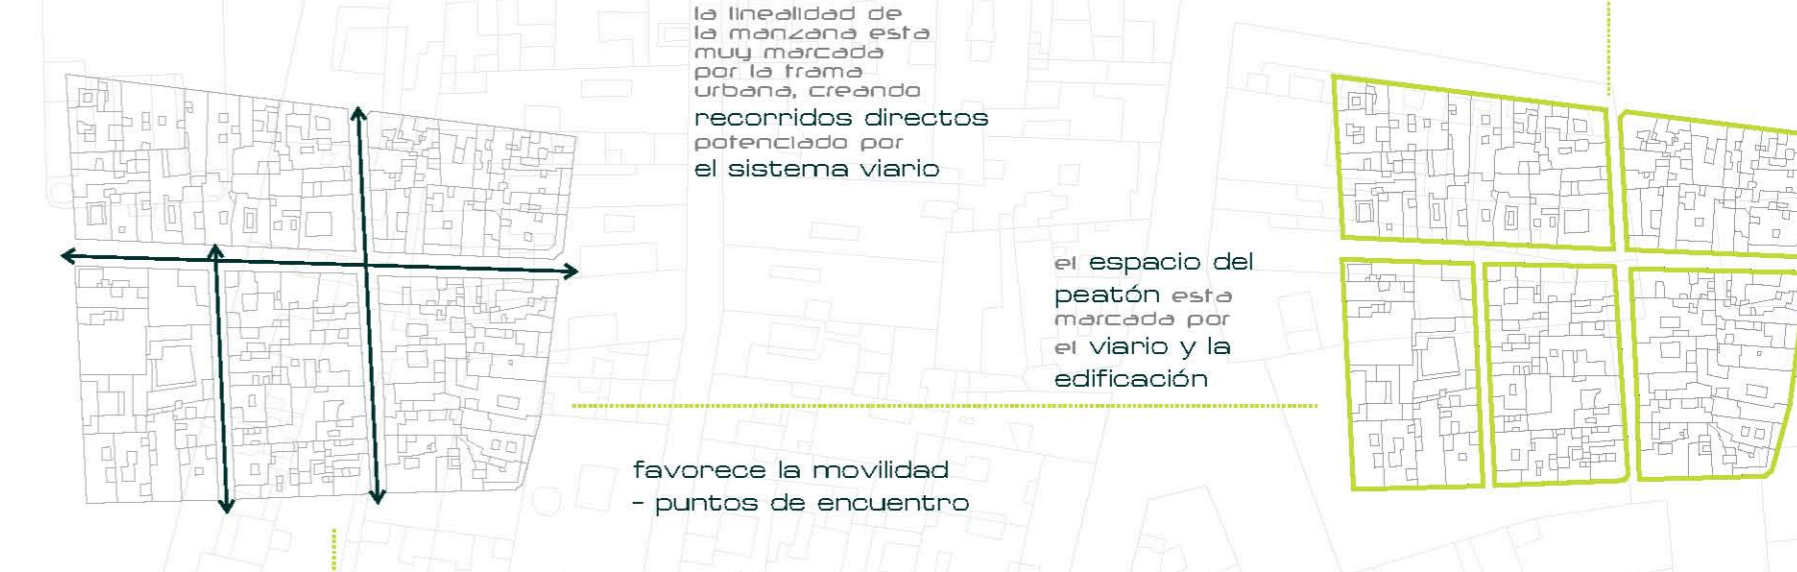 la linealidad de
la manzana esta
muy marcada
por la trama
urbana, creando
recorridos directos
potenciado por
el sistema viario
el espacio del
peatón esta
marcada por
el viario y la
edificación
favorece la movilidad
- puntos de encuentro